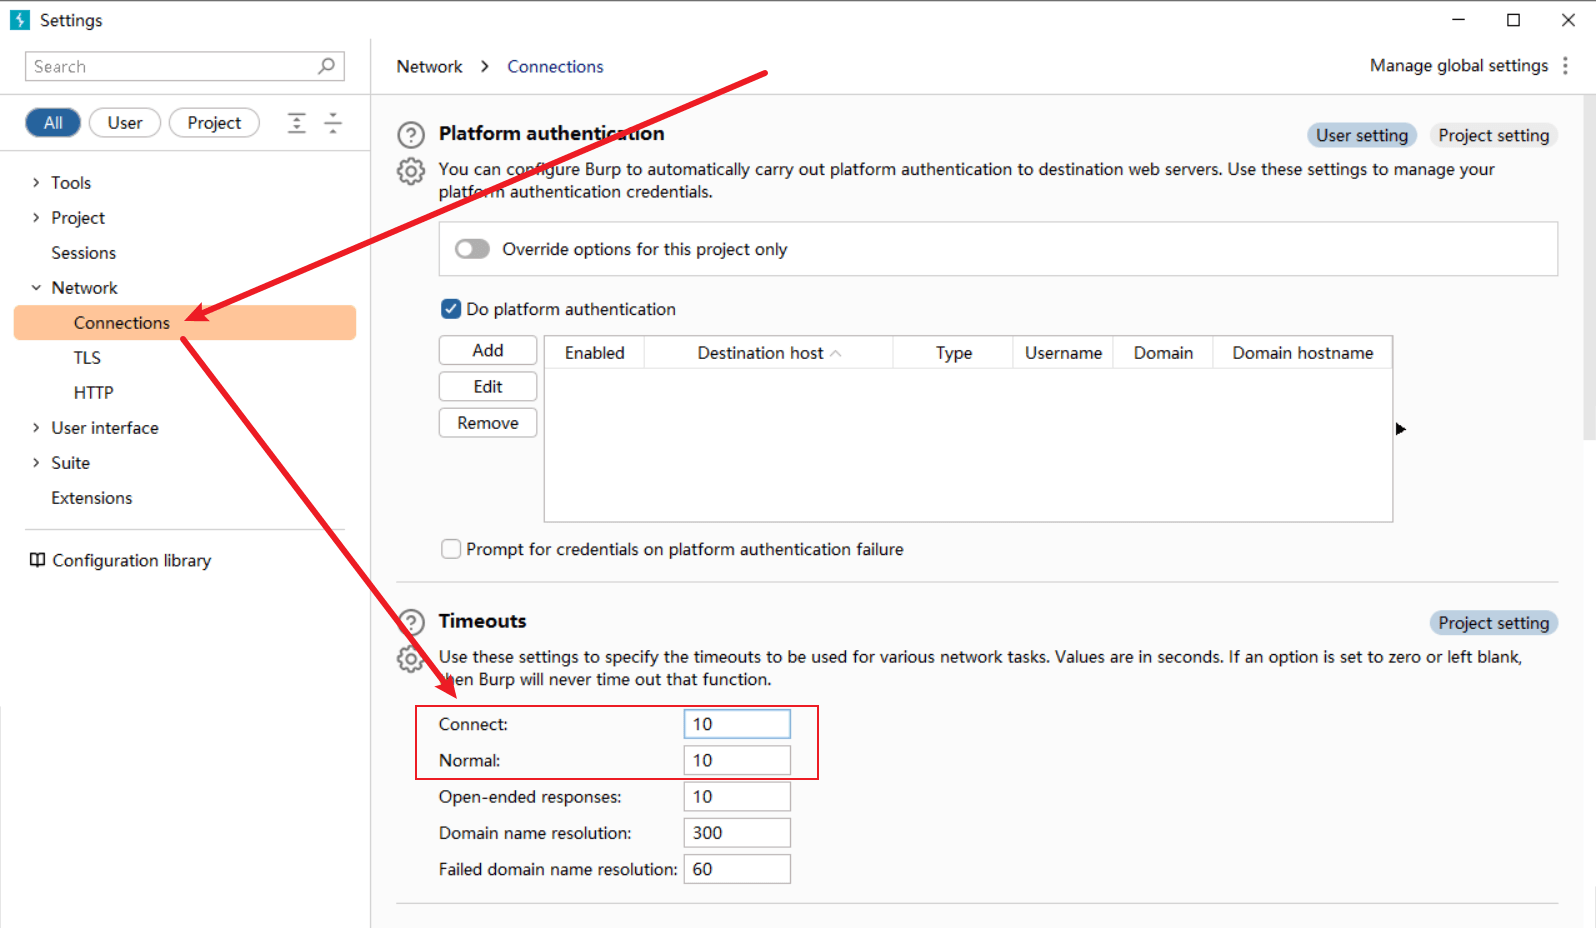 Settings
Search
Network > Connections
Manage global settings
All
User
Project
Tools
Project
Sessions
Network
Connections
TLS
HTTP
User interface
Suite
Extensions
Configuration library
Platform authentication
User setting
Project setting
You can configure Burp to automatically carry out platform authentication to destination web servers. Use these settings to manage your
platform authentication credentials.
Override options for this project only
Do platform authentication
Add
Edit
Remove
Enabled
Destination host
Type
Username
Domain
Domain hostname
Prompt for credentials on platform authentication failure
Timeouts
Project setting
Use these settings to specify the timeouts to be used for various network tasks. Values are in seconds. If an option is set to zero or left blank,
then Burp will never time out that function.
Connect: 10
Normal: 10
Open-ended responses: 10
Domain name resolution: 300
Failed domain name resolution: 60